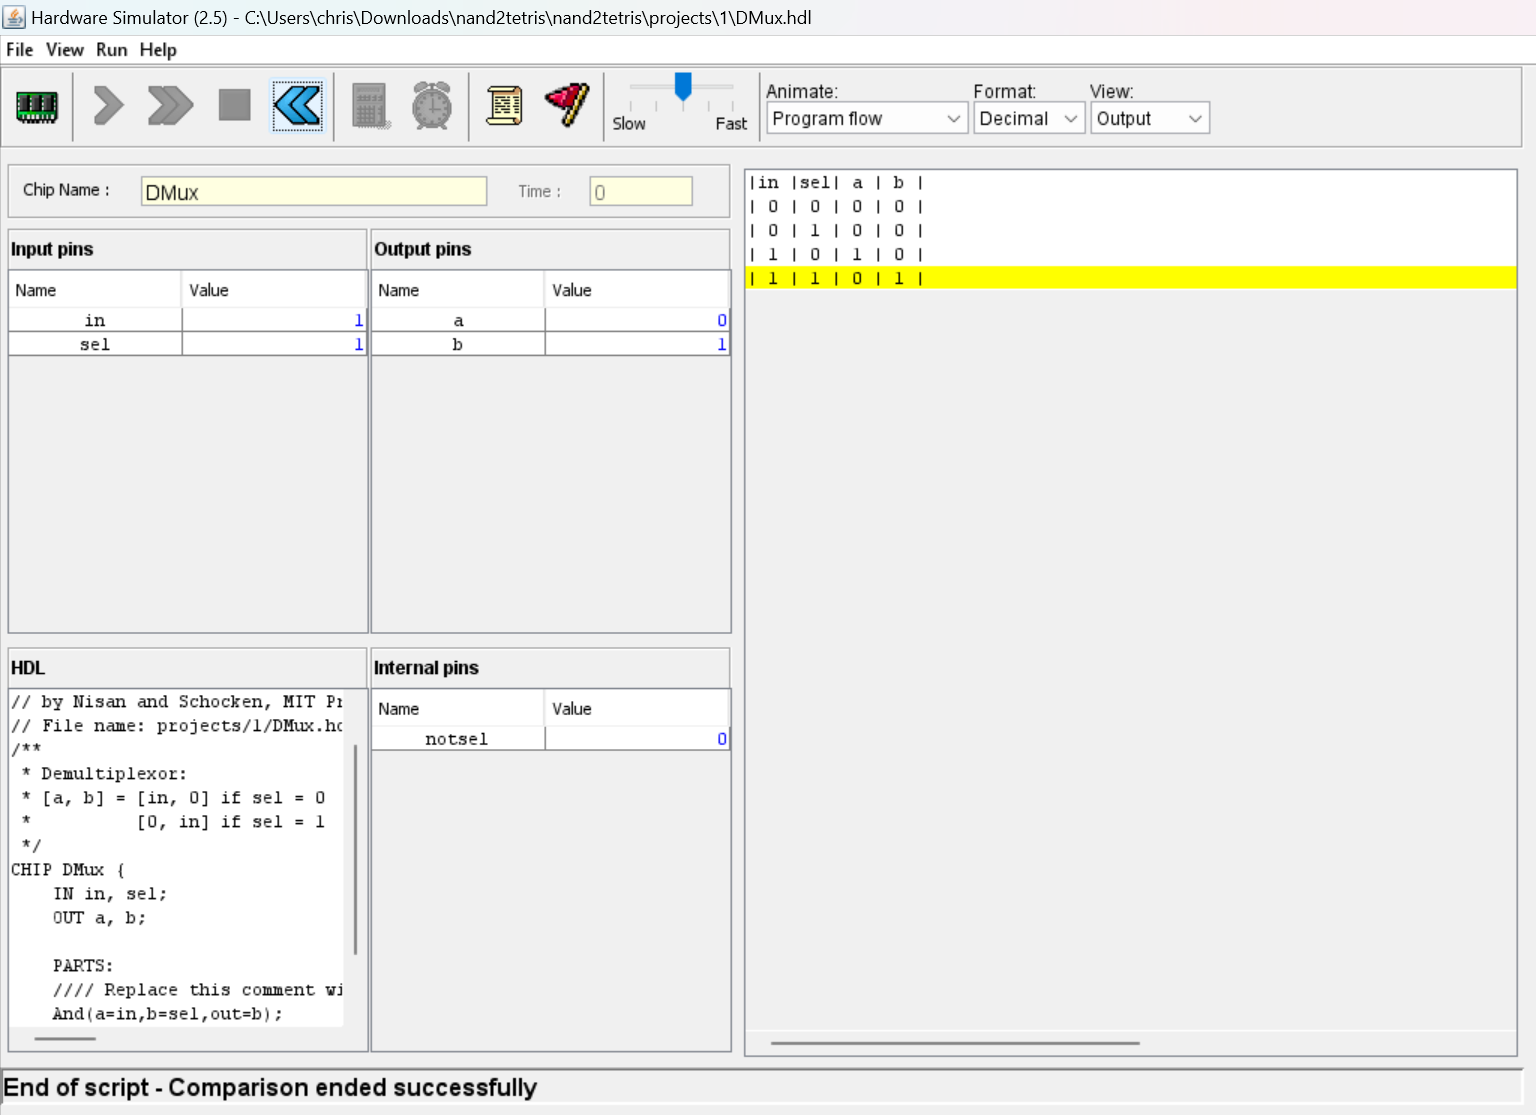 Hardware Simulator (2.5) - C:\Users\chris\Downloads\nand2tetris\nand2tetris\projects\1\DMux.hdl
File View Run Help
Slow Fast
Animate: Format: View:
Program flow Decimal Output
Chip Name : DMux Time : 0
Input pins
Name Value
in 1
sel 1
Output pins
Name Value
a 0
b 1
HDL
// by Nisan and Schocken, MIT Pr
// File name: projects/1/DMux.hd
/**
 * Demultiplexor:
 * [a, b] = [in, 0] if sel = 0
 *          [0, in] if sel = 1
 */
CHIP DMux {
    IN in, sel;
    OUT a, b;
    PARTS:
    //// Replace this comment wi
    And(a=in,b=sel,out=b);
Internal pins
Name Value
notsel 0
|in |sel| a | b |
| 0 | 0 | 0 | 0 |
| 0 | 1 | 0 | 0 |
| 1 | 0 | 1 | 0 |
| 1 | 1 | 0 | 1 |
End of script - Comparison ended successfully